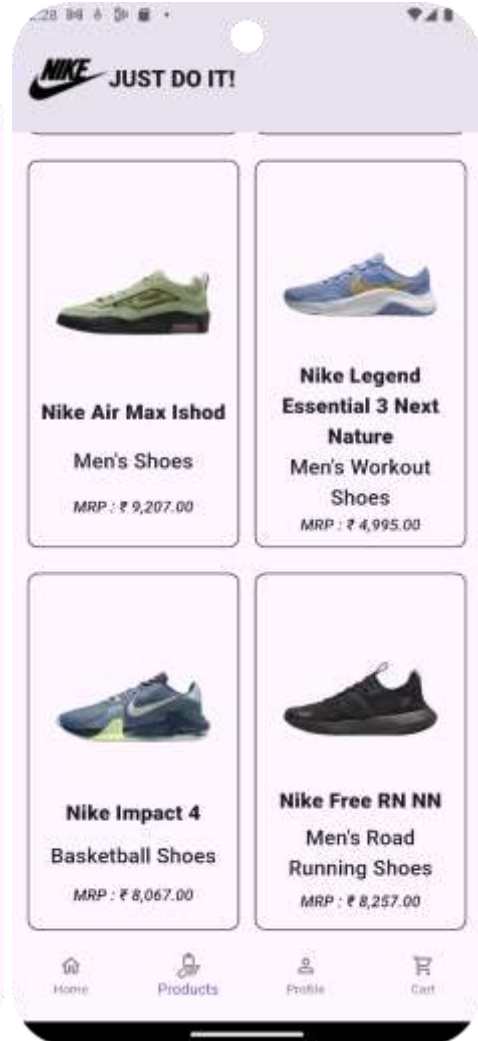 :28
NIKE JUST DO IT!
Nike Air Max Ishod
Men's Shoes
MRP : ₹ 9,207.00
Nike Legend
Essential 3 Next
Nature
Men's Workout
Shoes
MRP : ₹ 4,995.00
Nike Impact 4
Basketball Shoes
MRP : ₹ 8,067.00
Nike Free RN NN
Men's Road
Running Shoes
MRP : ₹ 8,257.00
Home Products Profile Cart